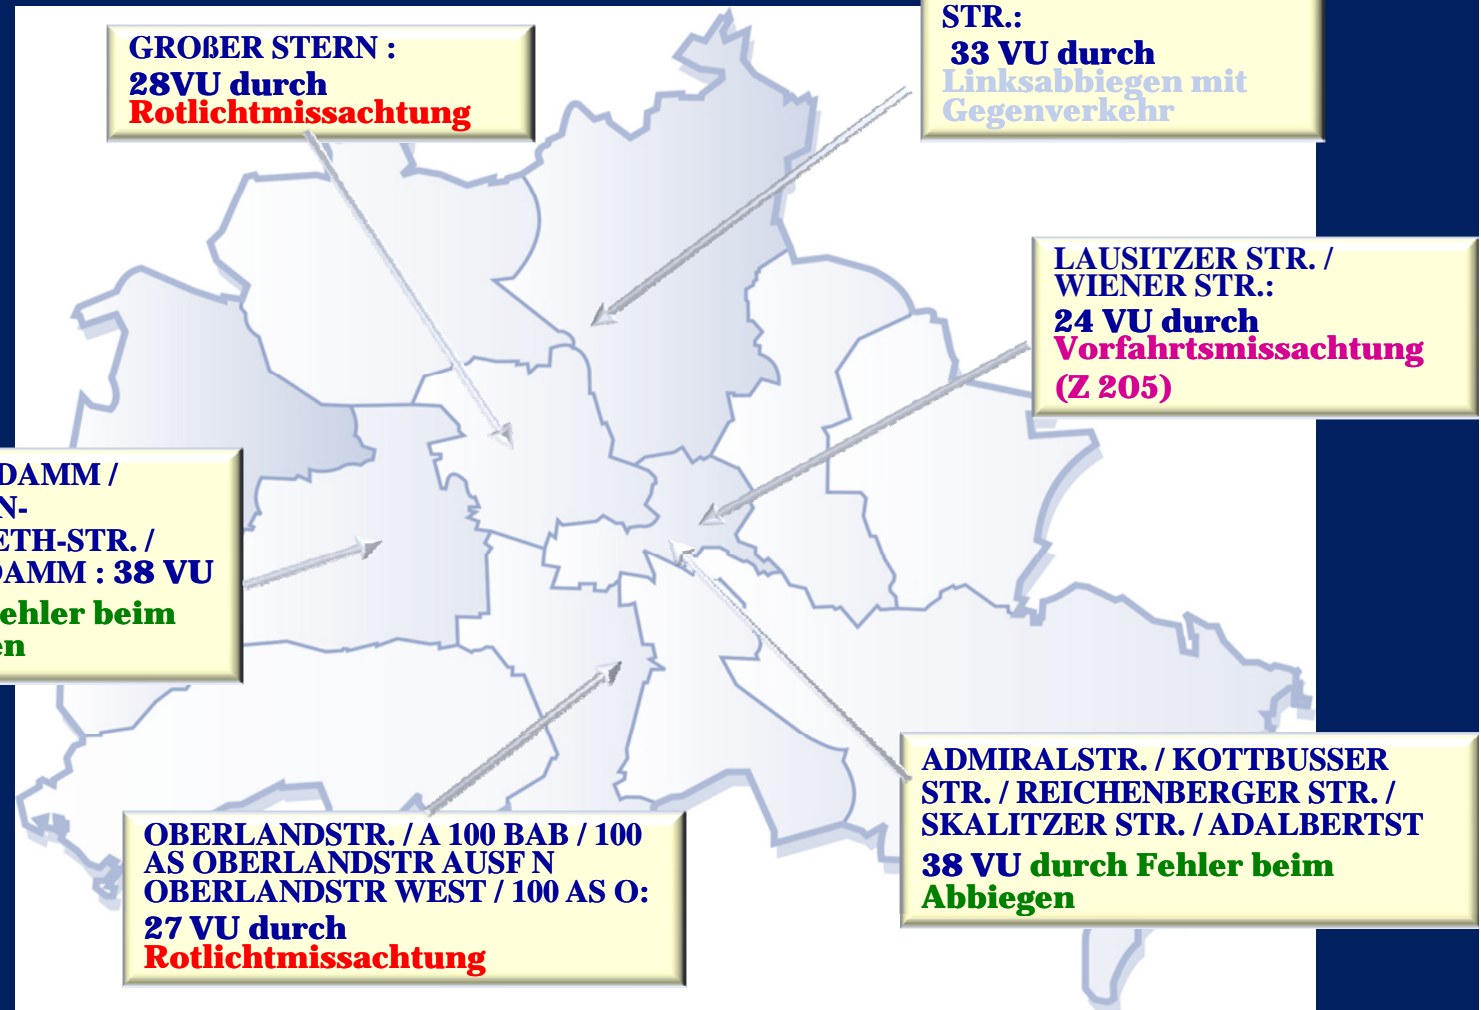 GROßER STERN :
28VU durch
Rotlichtmissachtung
STR.:
33 VU durch
Linksabbiegen mit
Gegenverkehr
LAUSITZER STR. /
WIENER STR.:
24 VU durch
Vorfahrtsmissachtung
(Z 205)
DAMM /
N-
ETH-STR. /
DAMM : 38 VU
ehler beim
en
ADMIRALSTR. / KOTTBUSSER
STR. / REICHENBERGER STR. /
SKALITZER STR. / ADALBERTST
38 VU durch Fehler beim
Abbiegen
OBERLANDSTR. / A 100 BAB / 100
AS OBERLANDSTR AUSF N
OBERLANDSTR WEST / 100 AS O:
27 VU durch
Rotlichtmissachtung